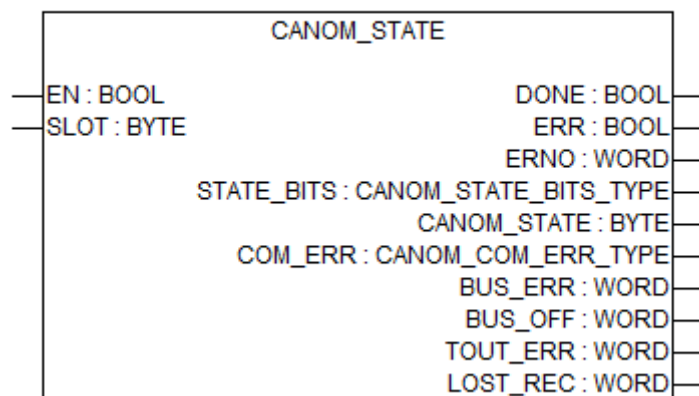 CANOM_STATE
EN : BOOL DONE : BOOL
SLOT : BYTE ERR : BOOL
ERNO : WORD
STATE_BITS : CANOM_STATE_BITS_TYPE
CANOM_STATE : BYTE
COM_ERR : CANOM_COM_ERR_TYPE
BUS_ERR : WORD
BUS_OFF : WORD
TOUT_ERR : WORD
LOST_REC : WORD